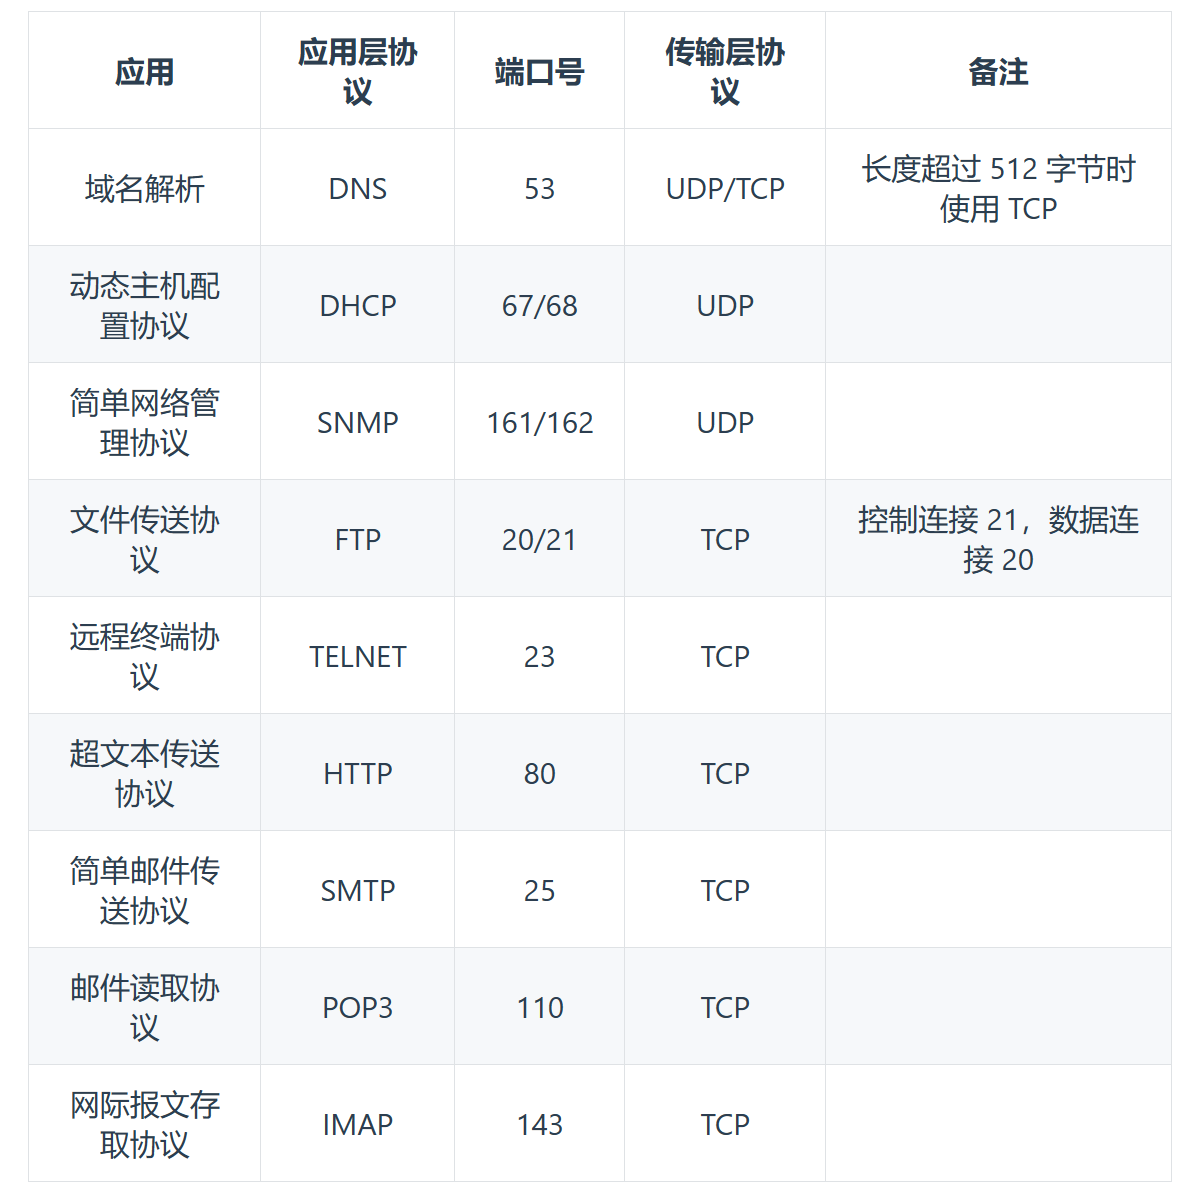 应用
应用层协
议
端口号
传输层协
议
备注
域名解析
DNS
53
UDP/TCP
长度超过 512 字节时
使用 TCP
动态主机配
置协议
DHCP
67/68
UDP
简单网络管
理协议
SNMP
161/162
UDP
文件传送协
议
FTP
20/21
TCP
控制连接 21，数据连
接 20
远程终端协
议
TELNET
23
TCP
超文本传送
协议
HTTP
80
TCP
简单邮件传
送协议
SMTP
25
TCP
邮件读取协
议
POP3
110
TCP
网际报文存
取协议
IMAP
143
TCP